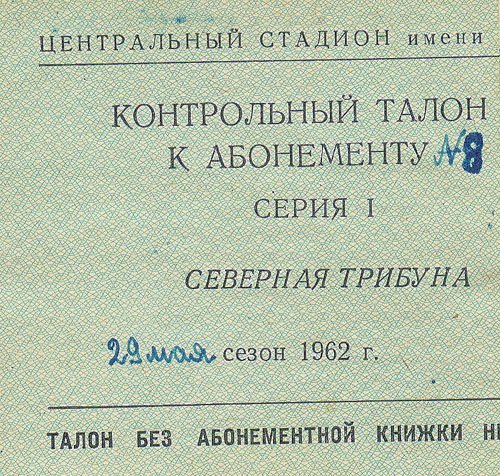 ЦЕНТРАЛЬНЫЙ СТАДИОН имени
КОНТРОЛЬНЫЙ ТАЛОН
К АБОНЕМЕНТУ №8
СЕРИЯ I
СЕВЕРНАЯ ТРИБУНА
29 мая сезон 1962 г.
ТАЛОН БЕЗ АБОНЕМЕНТНОЙ КНИЖКИ